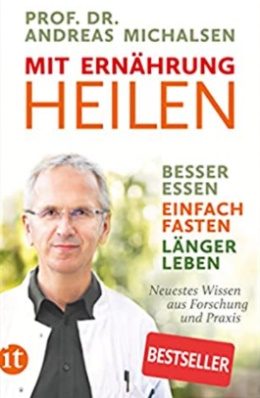 PROF. DR.
ANDREAS MICHALSEN
MIT ERNÄHRUNG
HEILEN
BESSER
ESSEN
EINFACH
FASTEN
LÄNGER
LEBEN
Neuestes Wissen
aus Forschung
und Praxis
BESTSELLER
it